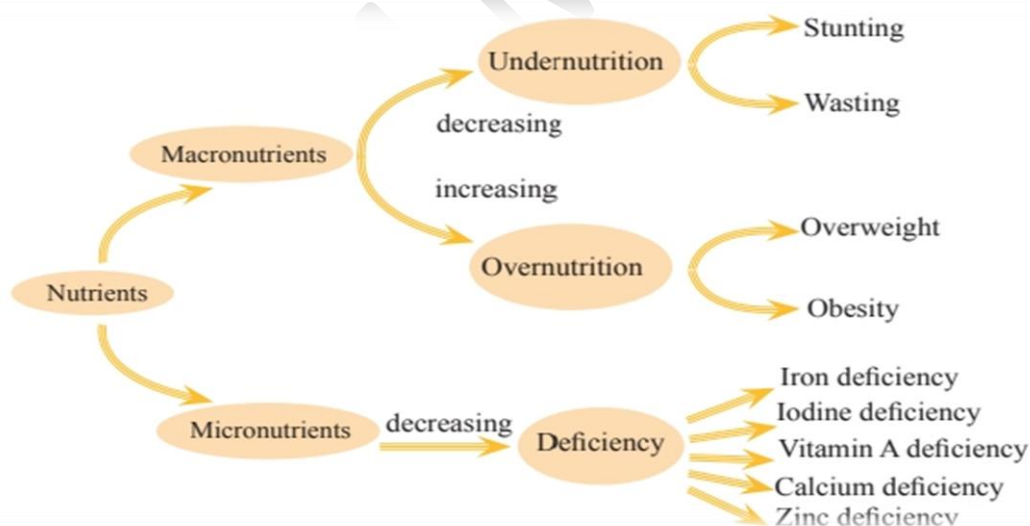 Undernutrition
Stunting
Wasting
decreasing
Macronutrients
increasing
Overweight
Overnutrition
Obesity
Nutrients
Iron deficiency
Iodine deficiency
Micronutrients
decreasing
Deficiency
Vitamin A deficiency
Calcium deficiency
Zinc deficiency